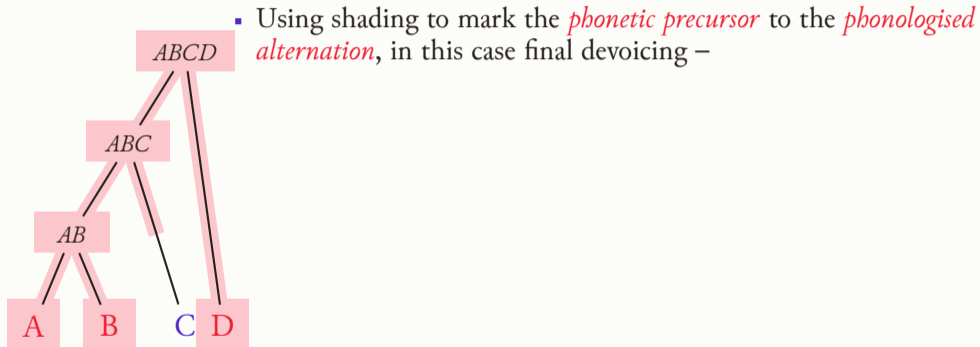 ▪ Using shading to mark the phonetic precursor to the phonologised
alternation, in this case final devoicing –
ABCD
ABC
AB
A B C D